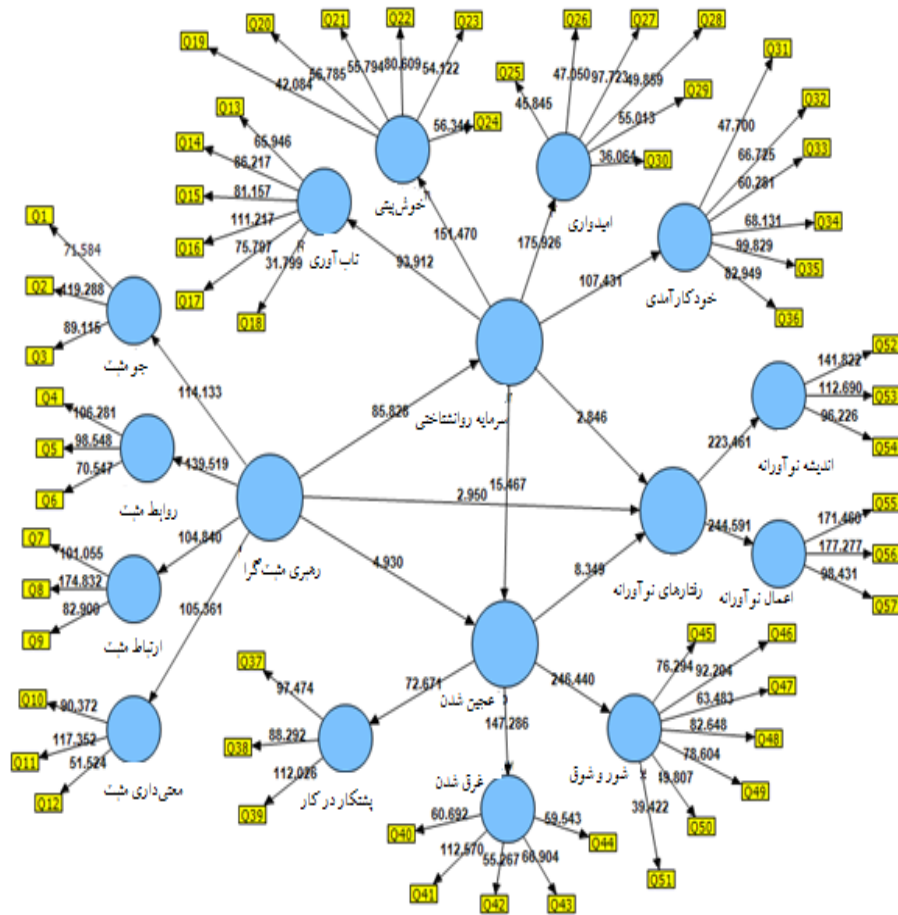 Q19
Q20
Q21
Q22
Q23
Q24
42.084
56.785
55.794
80.609
54.122
56.344
خوش‌بینی
Q25
Q26
Q27
Q28
Q29
Q30
45.845
47.050
97.723
49.859
55.013
36.064
امیدواری
Q31
Q32
Q33
Q34
Q35
Q36
47.700
66.725
60.281
68.131
99.829
82.949
خودکارآمدی
Q13
Q14
Q15
Q16
Q17
Q18
65.946
86.217
81.157
111.217
75.797
31.799
تاب‌آوری
93.912
151.470
175.926
107.431
سرمایه روانشناختی
Q1
Q2
Q3
71.584
119.288
89.115
جو مثبت
Q4
Q5
Q6
106.281
98.548
70.547
روابط مثبت
Q7
Q8
Q9
101.055
174.832
82.900
ارتباط مثبت
Q10
Q11
Q12
90.372
117.352
51.524
معنی‌داری مثبت
114.133
139.519
104.840
105.361
رهبری مثبت‌گرا
85.828
2.950
4.930
15.467
2.846
8.349
رفتارهای نوآورانه
223.461
244.591
Q52
Q53
Q54
141.822
112.690
96.226
اندیشه نوآورانه
Q55
Q56
Q57
171.460
177.277
98.431
اعمال نوآورانه
عجین شدن
72.671
147.286
246.440
Q37
Q38
Q39
97.474
88.292
112.026
پشتکار در کار
Q40
Q41
Q42
Q43
Q44
60.692
112.570
55.267
66.904
59.543
غرق شدن
Q45
Q46
Q47
Q48
Q49
Q50
Q51
76.294
92.204
63.483
82.648
78.604
39.422
شور و شوق